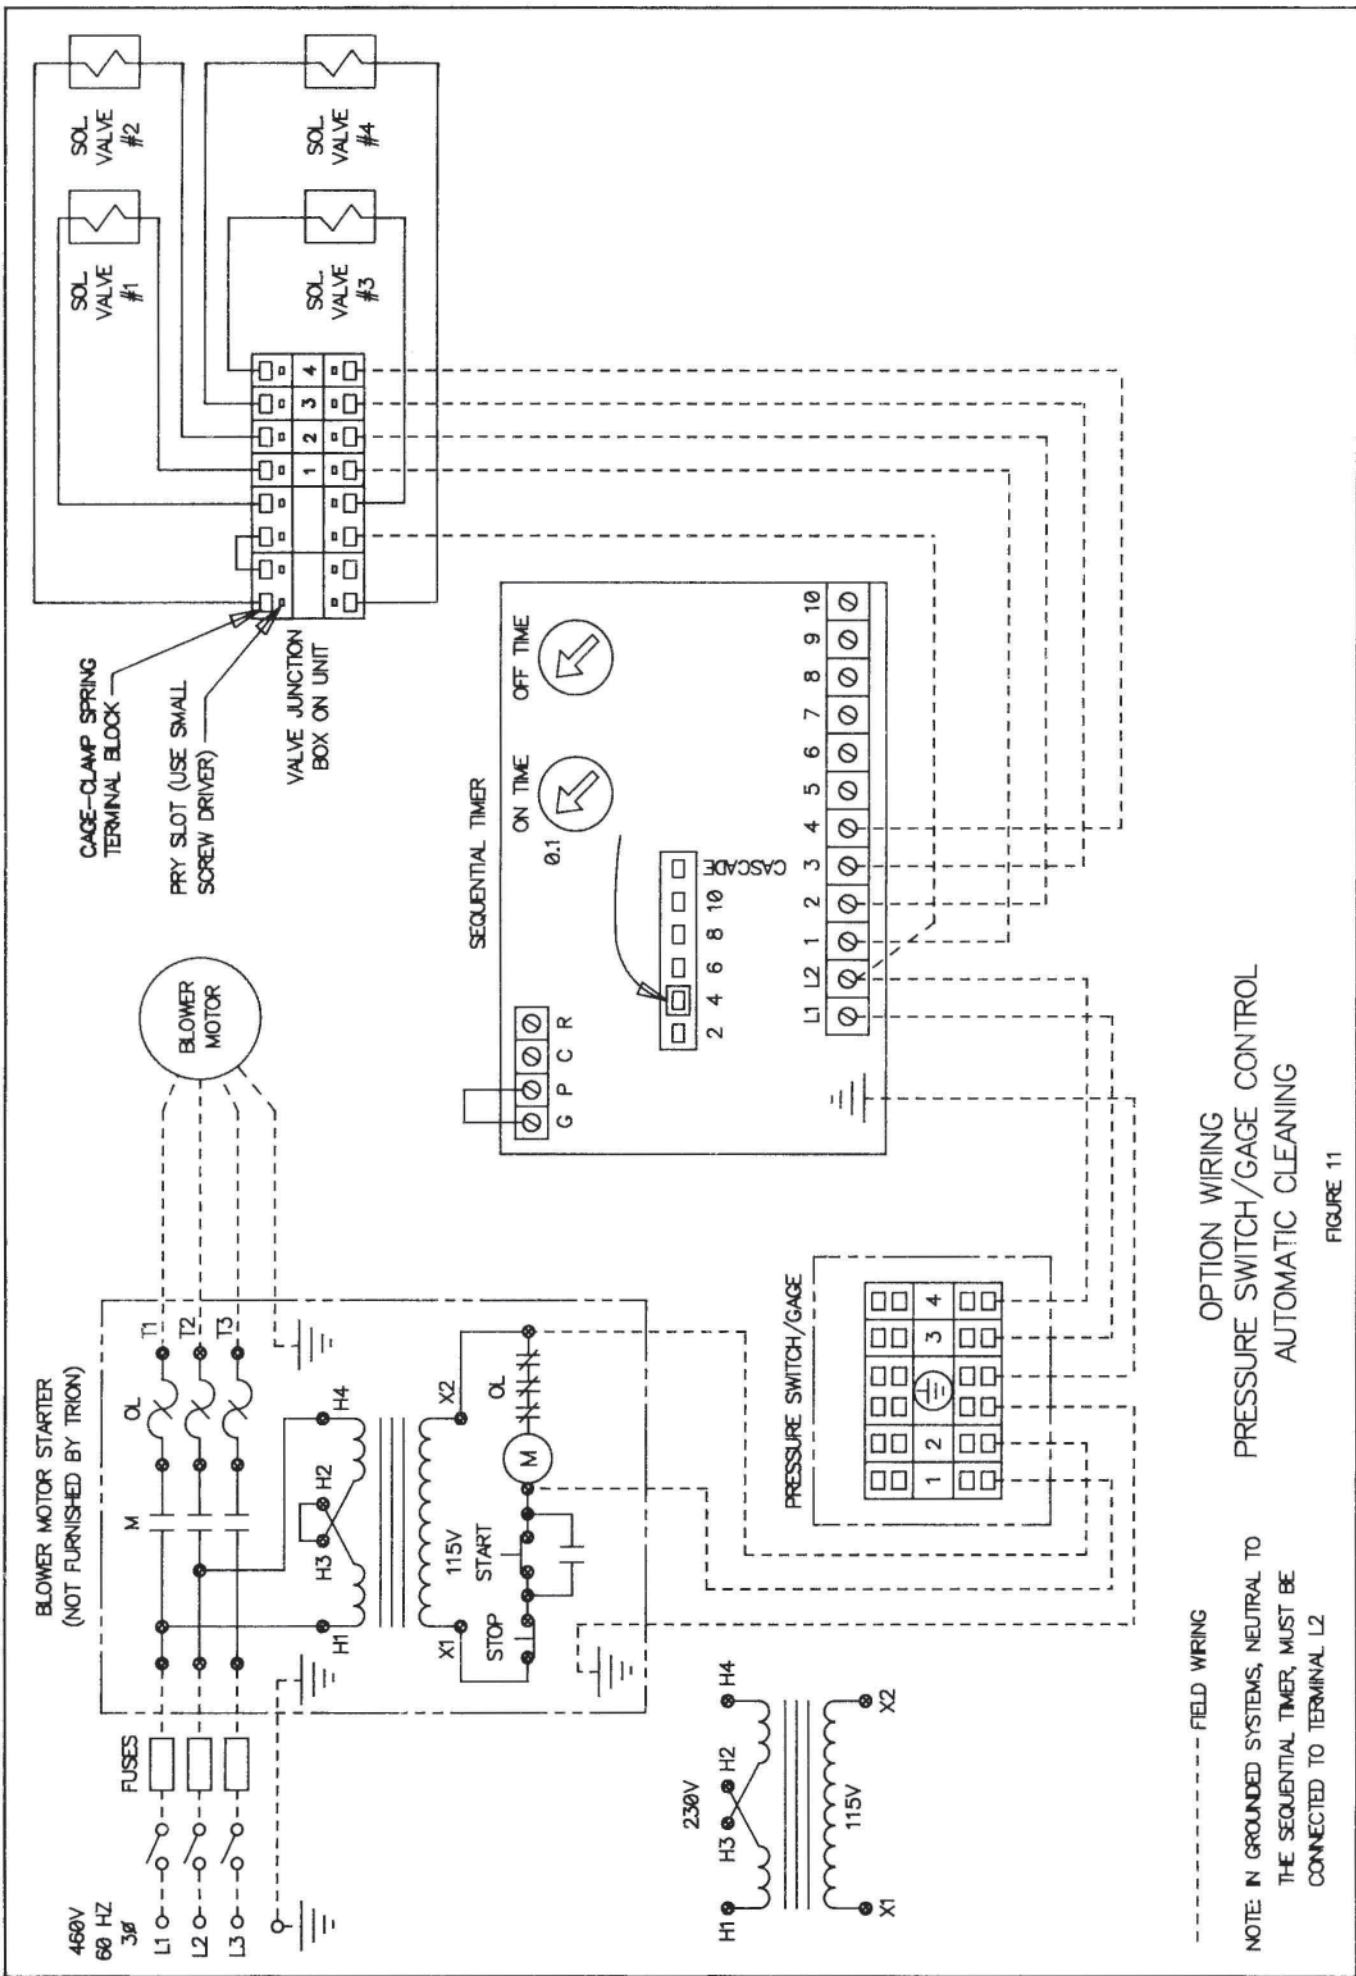 BLOWER MOTOR STARTER
(NOT FURNISHED BY TRION)
460V
60 HZ
3Ø
FUSES
L1
L2
L3
M
OL
T1
T2
T3
BLOWER
MOTOR
H1
H3
H2
H4
X1
115V
X2
STOP
START
M
OL
230V
H1
H3
H2
H4
X1
115V
X2
CAGE-CLAMP SPRING
TERMINAL BLOCK
PRY SLOT (USE SMALL
SCREW DRIVER)
VALVE JUNCTION
BOX ON UNIT
1
2
3
4
SOL.
VALVE
#1
SOL.
VALVE
#2
SOL.
VALVE
#3
SOL.
VALVE
#4
SEQUENTIAL TIMER
ON TIME
OFF TIME
0.1
G P C R
2 4 6 8 10 CASCADE
L1 L2 1 2 3 4 5 6 7 8 9 10
PRESSURE SWITCH/GAGE
1 2 3 4
FIELD WIRING
NOTE: IN GROUNDED SYSTEMS, NEUTRAL TO
THE SEQUENTIAL TIMER, MUST BE
CONNECTED TO TERMINAL L2
OPTION WIRING
PRESSURE SWITCH/GAGE CONTROL
AUTOMATIC CLEANING
FIGURE 11